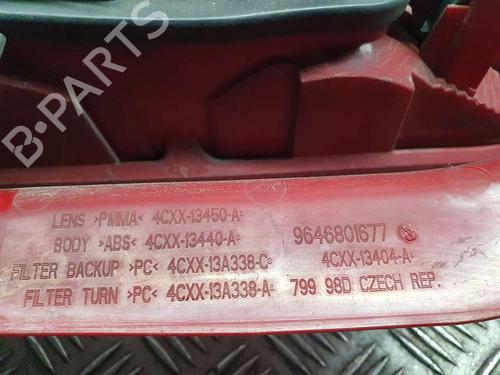 B-PARTS
LENS >PMMA< 4CXX-13450-A
BODY >ABS< 4CXX-13440-A
FILTER BACKUP >PC< 4CXX-13A338-C
FILTER TURN >PC< 4CXX-13A338-A
9646801677
4CXX-13404-A
799 98D CZECH REP.